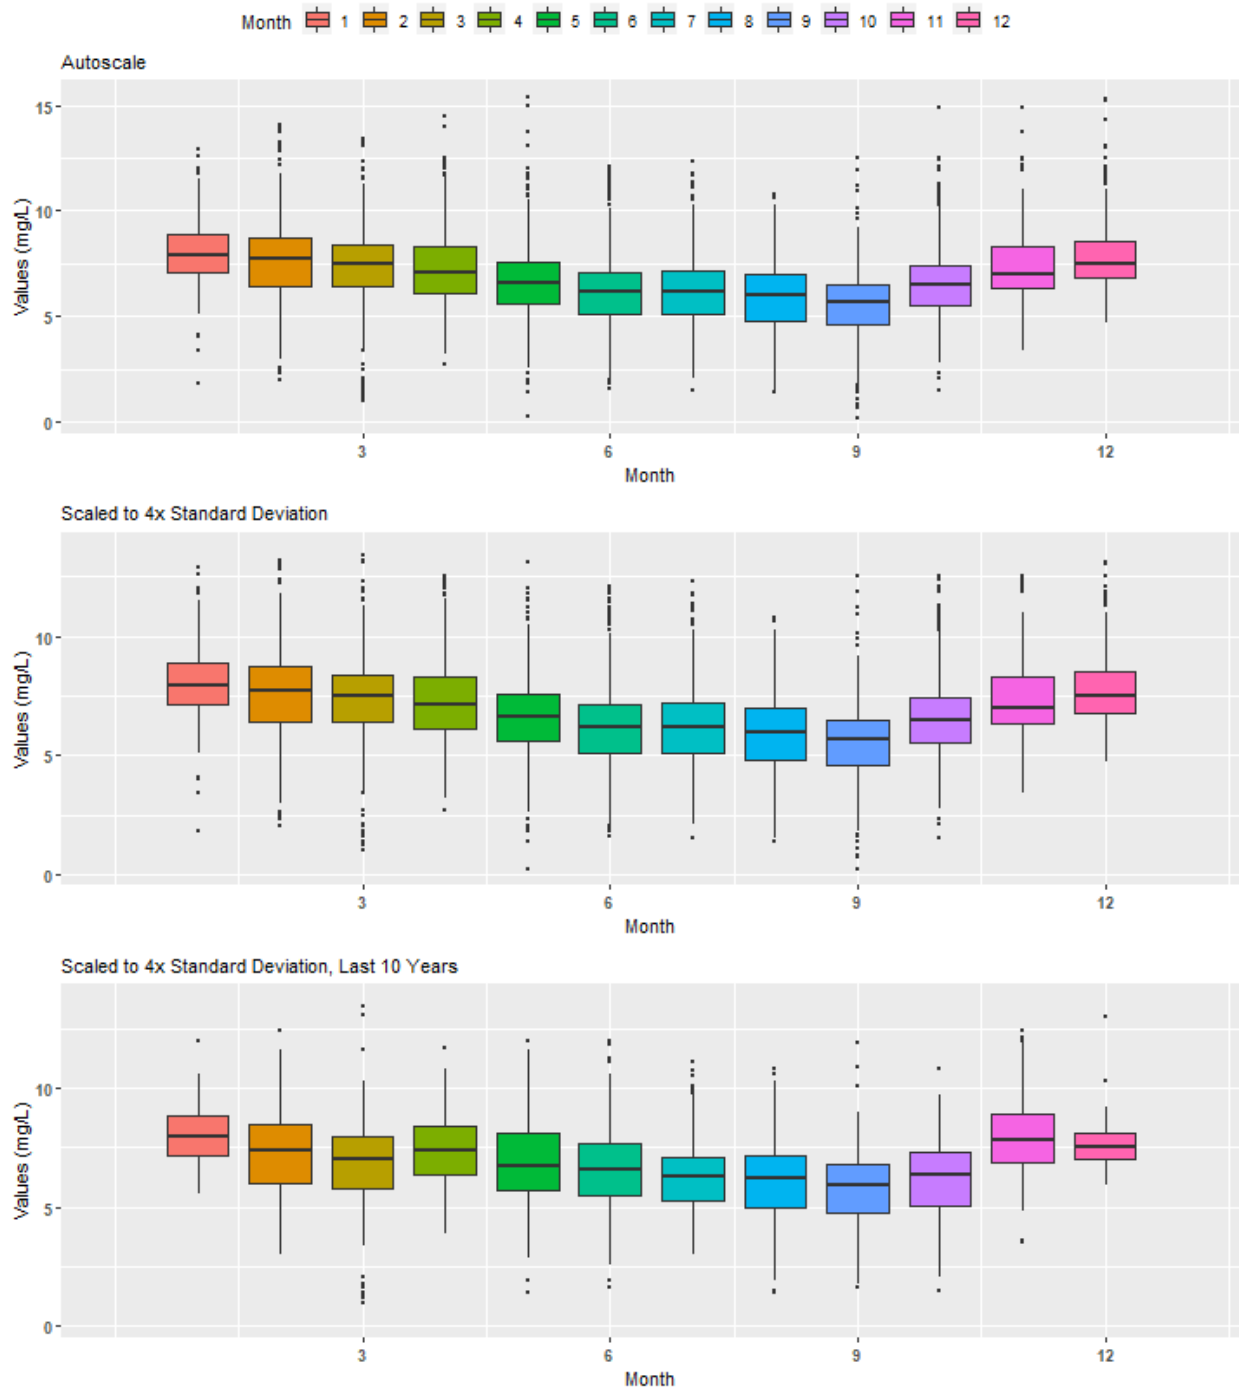 Month 1 2 3 4 5 6 7 8 9 10 11 12
Autoscale
Values (mg/L)
15
10
5
0
3 6 9 12
Month
Scaled to 4x Standard Deviation
Values (mg/L)
10
5
0
3 6 9 12
Month
Scaled to 4x Standard Deviation, Last 10 Years
Values (mg/L)
10
5
0
3 6 9 12
Month